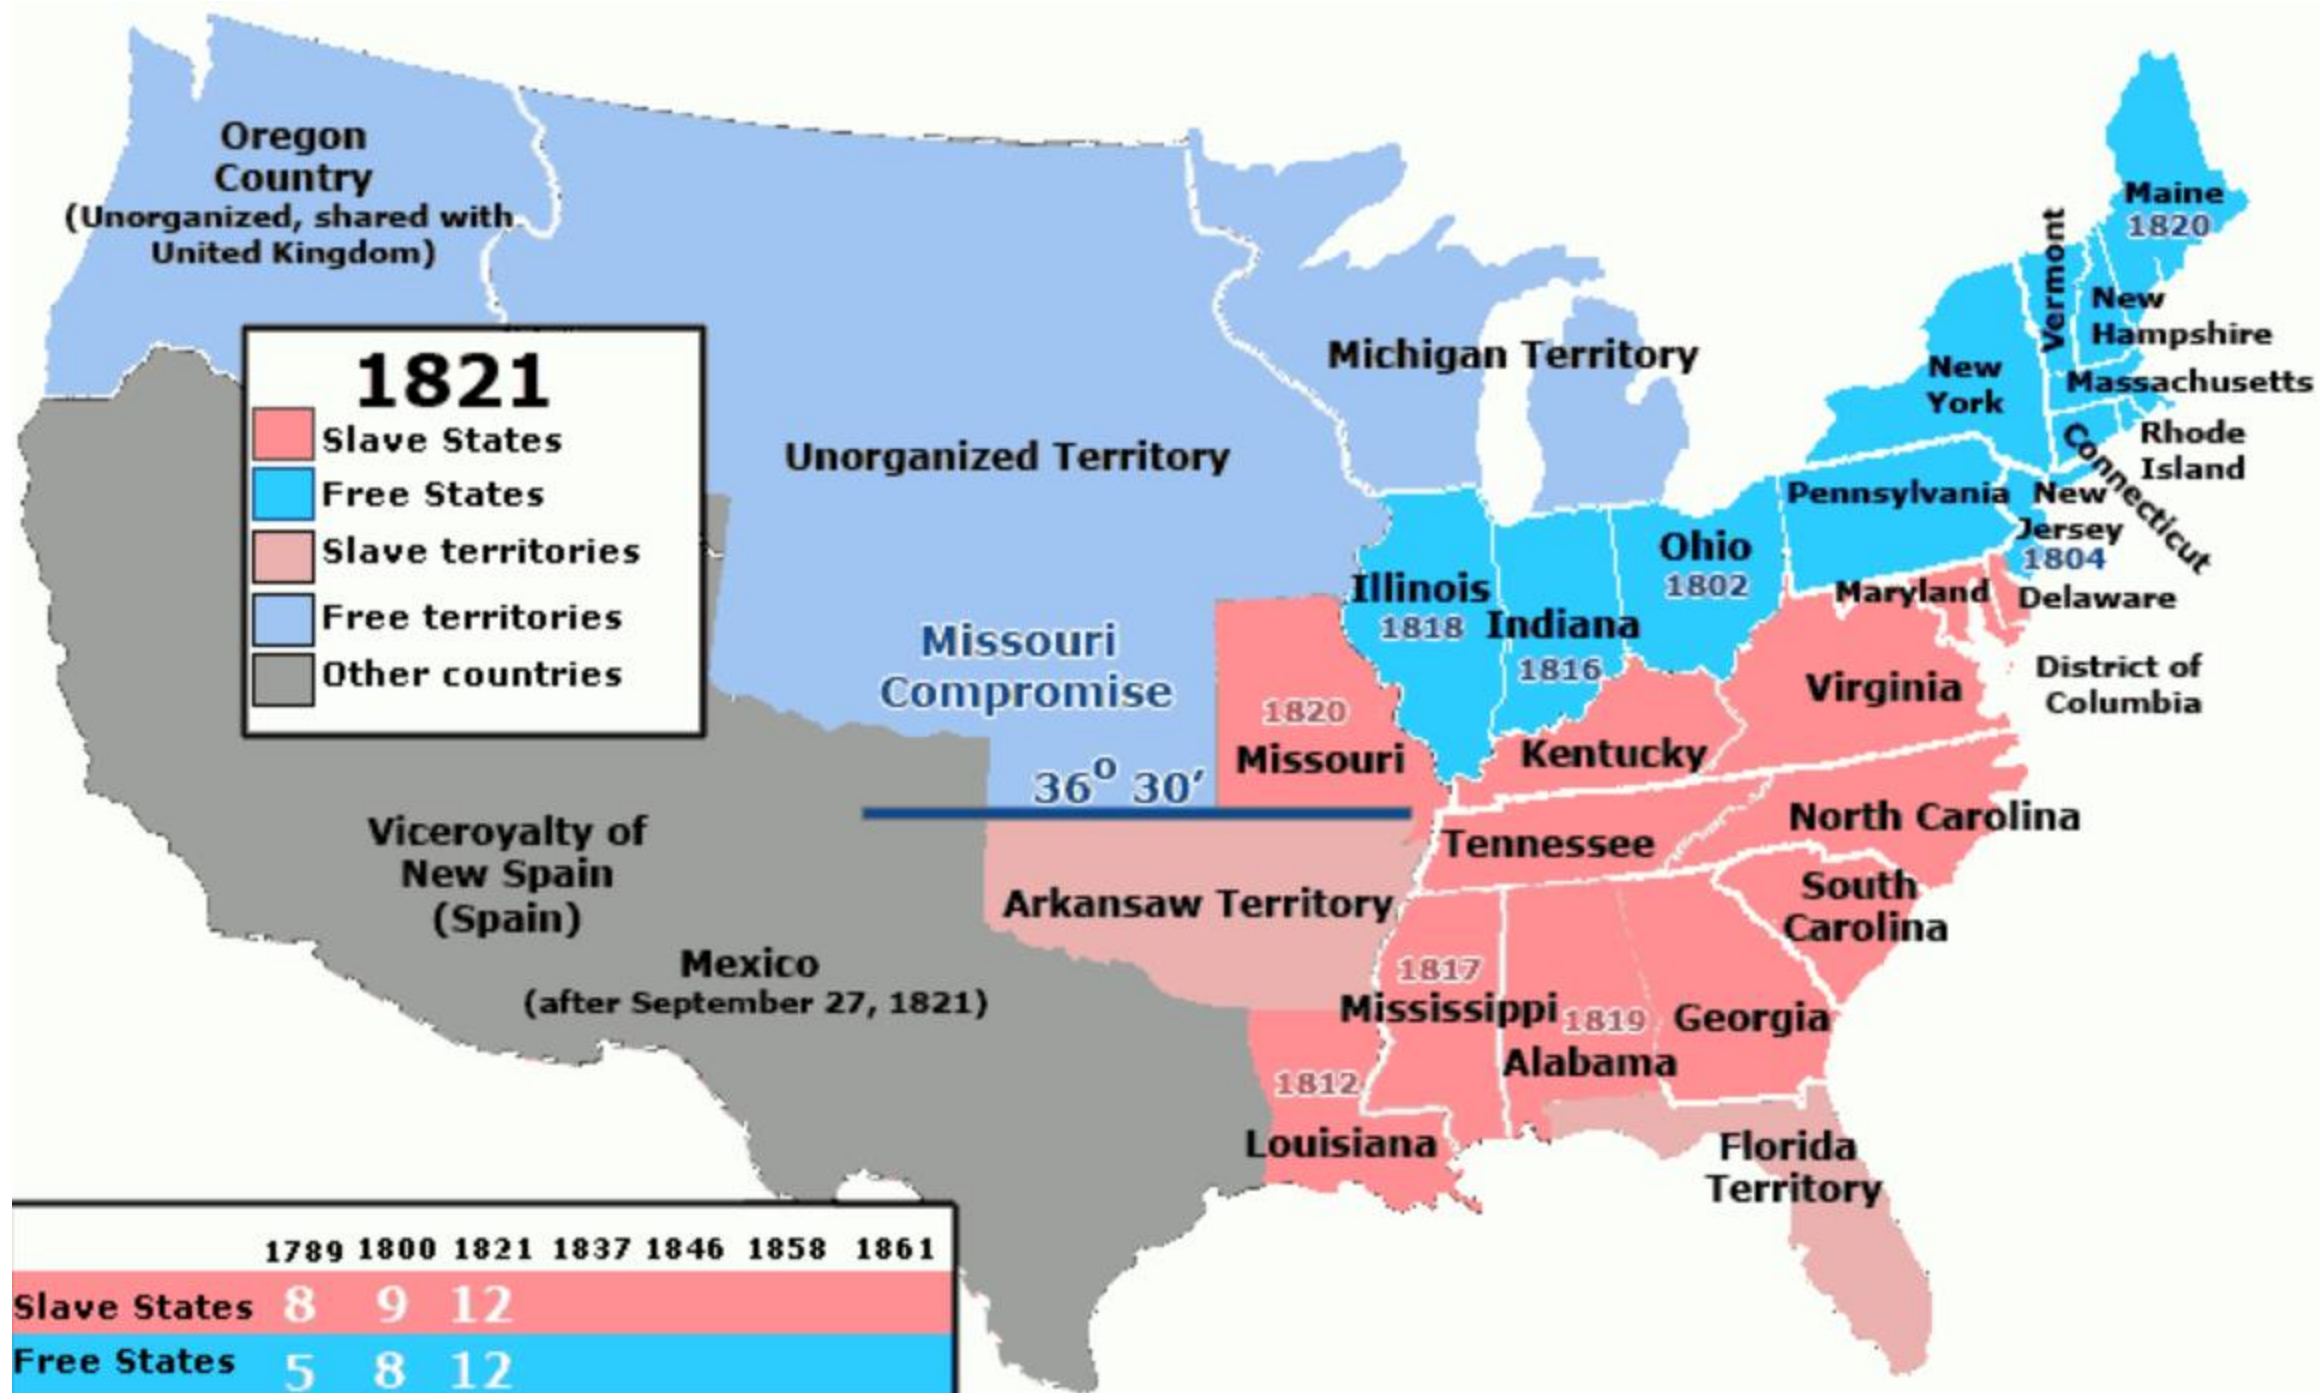 Oregon
Country
(Unorganized, shared with
United Kingdom)
Maine
1820
Vermont
New
Hampshire
Michigan Territory
New
York
Massachusetts
Rhode
Island
Connecticut
1821
Slave States
Free States
Slave territories
Free territories
Other countries
Unorganized Territory
Pennsylvania
New
Jersey
1804
Ohio
1802
Illinois
1818
Indiana
1816
Maryland
Delaware
District of
Columbia
Missouri
Compromise
36o 30’
1820
Missouri
Kentucky
Virginia
Viceroyalty of
New Spain
(Spain)
Tennessee
North Carolina
Arkansaw Territory
South
Carolina
Mexico
(after September 27, 1821)
1817
Mississippi
1819
Alabama
Georgia
1812
Louisiana
Florida
Territory
1789 1800 1821 1837 1846 1858 1861
Slave States 8 9 12
Free States 5 8 12